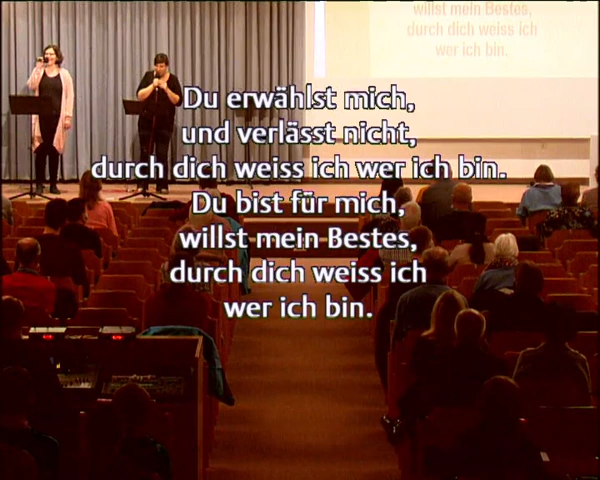 willst mein Bestes,
durch dich weiss ich
wer ich bin.
Du erwählst mich,
und verlässt nicht,
durch dich weiss ich wer ich bin.
Du bist für mich,
willst mein Bestes,
durch dich weiss ich
wer ich bin.